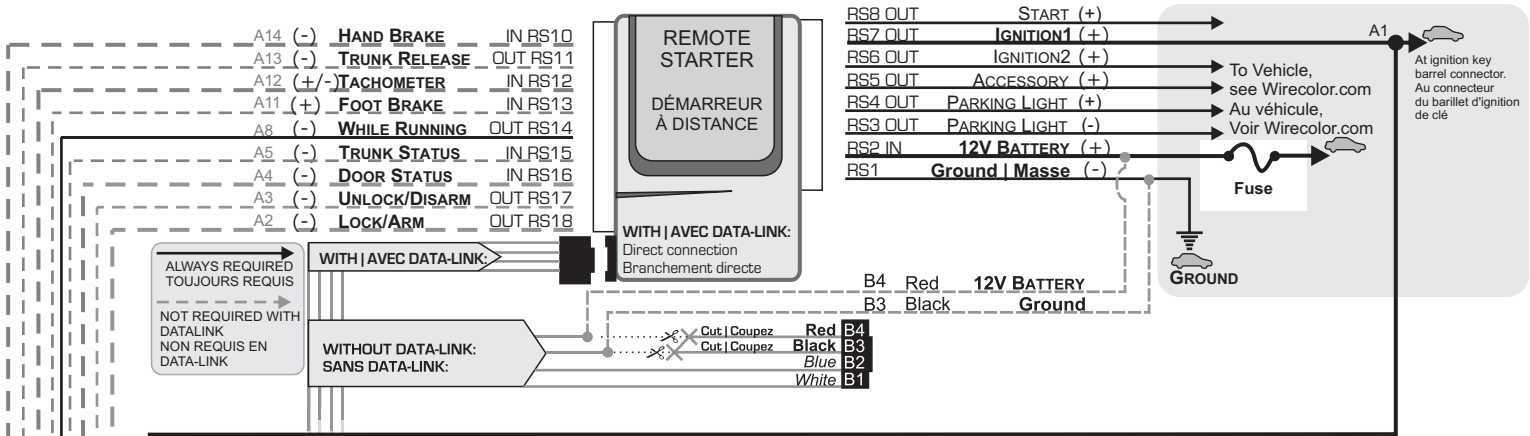 A14 (-) HAND BRAKE IN RS10
A13 (-) TRUNK RELEASE OUT RS11
A12 (+/-) TACHOMETER IN RS12
A11 (+) FOOT BRAKE IN RS13
A8 (-) WHILE RUNNING OUT RS14
A5 (-) TRUNK STATUS IN RS15
A4 (-) DOOR STATUS IN RS16
A3 (-) UNLOCK/DISARM OUT RS17
A2 (-) LOCK/ARM OUT RS18
REMOTE
STARTER
DÉMARREUR
À DISTANCE
WITH | AVEC DATA-LINK:
Direct connection
Branchement directe
RS8 OUT START (+)
RS7 OUT IGNITION1 (+) A1
RS6 OUT IGNITION2 (+)
RS5 OUT ACCESSORY (+)
RS4 OUT PARKING LIGHT (+)
RS3 OUT PARKING LIGHT (-)
RS2 IN 12V BATTERY (+)
RS1 Ground | Masse (-)
To Vehicle,
see Wirecolor.com
Au véhicule,
Voir Wirecolor.com
At ignition key
barrel connector.
Au connecteur
du barillet d'ignition
de clé
Fuse
GROUND
ALWAYS REQUIRED
TOUJOURS REQUIS
NOT REQUIRED WITH
DATALINK
NON REQUIS EN
DATA-LINK
WITH | AVEC DATA-LINK:
WITHOUT DATA-LINK:
SANS DATA-LINK:
B4 Red 12V BATTERY
B3 Black Ground
Cut | Coupez Red B4
Cut | Coupez Black B3
Blue B2
White B1